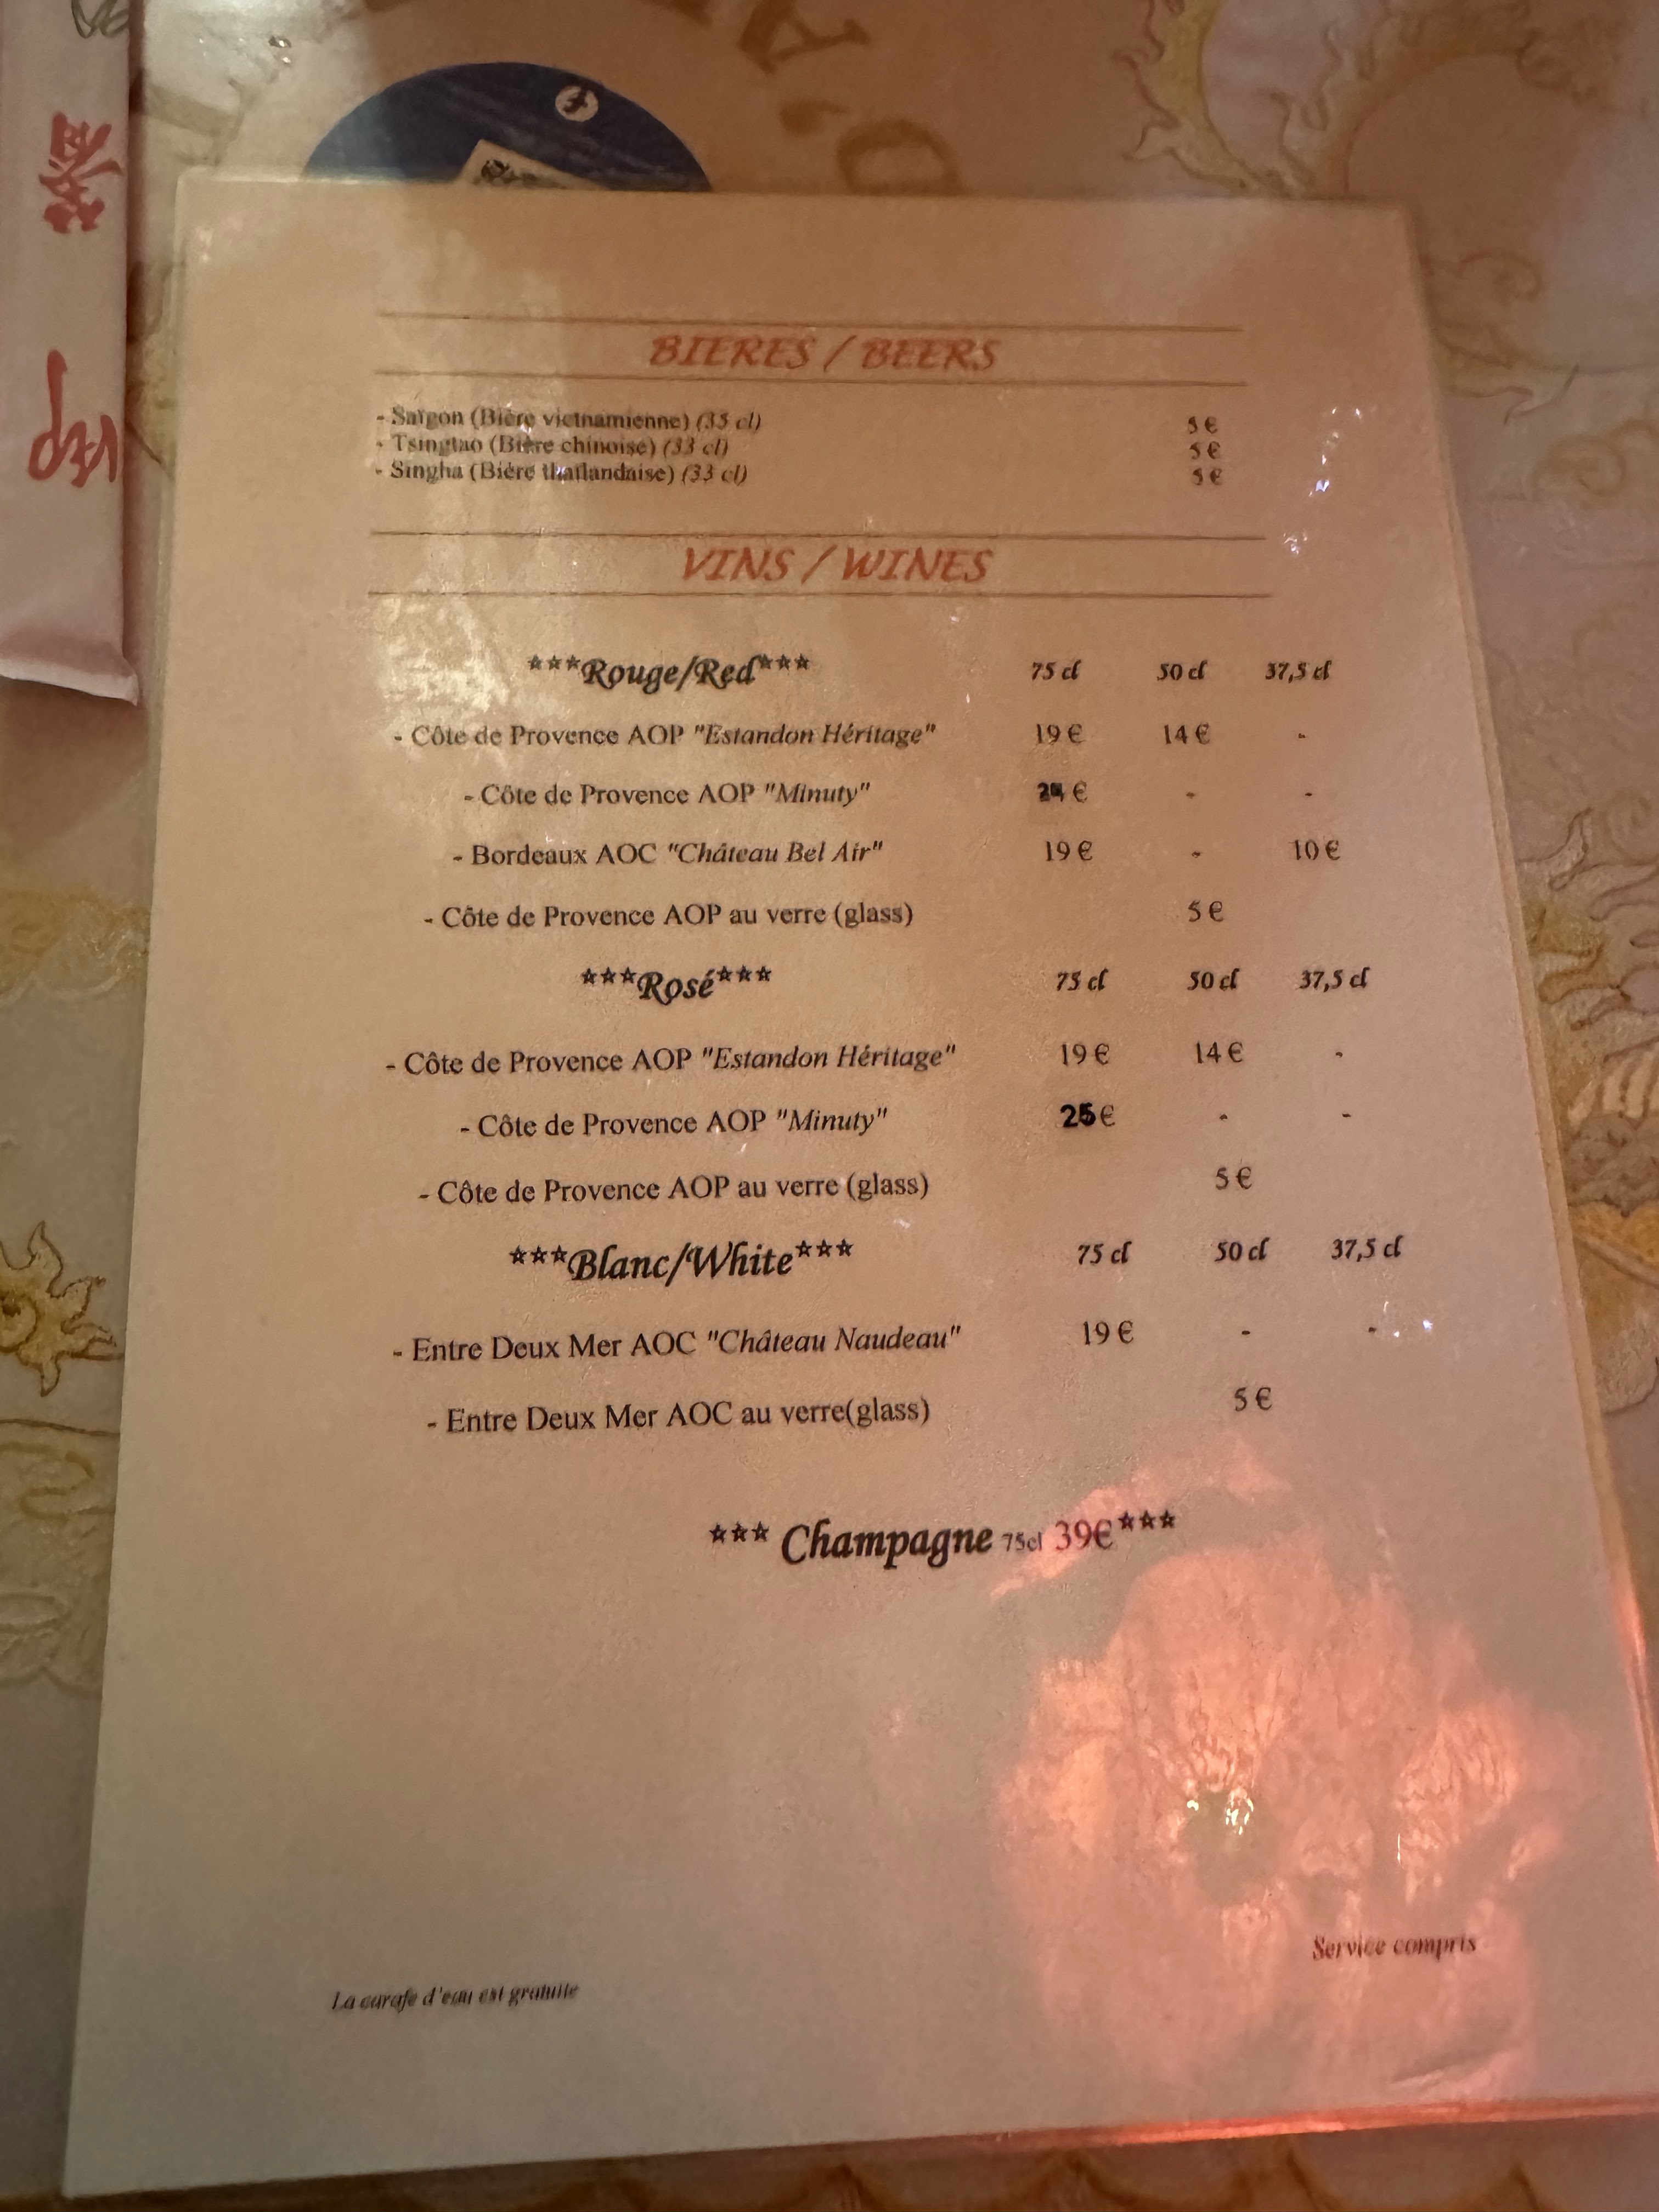 BIERES / BEERS
- Saïgon (Bière vietnamienne) (35 cl) 5 €
- Tsingtao (Bière chinoise) (33 cl) 5 €
- Singha (Bière thaïlandaise) (33 cl) 5 €
VINS / WINES
***Rouge/Red*** 75 cl 50 cl 37,5 cl
- Côte de Provence AOP "Estandon Héritage" 19 € 14 € -
- Côte de Provence AOP "Minuty" € - -
- Bordeaux AOC "Château Bel Air" 19 € - 10 €
- Côte de Provence AOP au verre (glass) 5 €
***Rosé*** 75 cl 50 cl 37,5 cl
- Côte de Provence AOP "Estandon Héritage" 19 € 14 € -
- Côte de Provence AOP "Minuty" 25 € - -
- Côte de Provence AOP au verre (glass) 5 €
***Blanc/White*** 75 cl 50 cl 37,5 cl
- Entre Deux Mer AOC "Château Naudeau" 19 € - -
- Entre Deux Mer AOC au verre(glass) 5 €
*** Champagne 75cl 39€***
Service compris
La carafe d'eau est gratuite